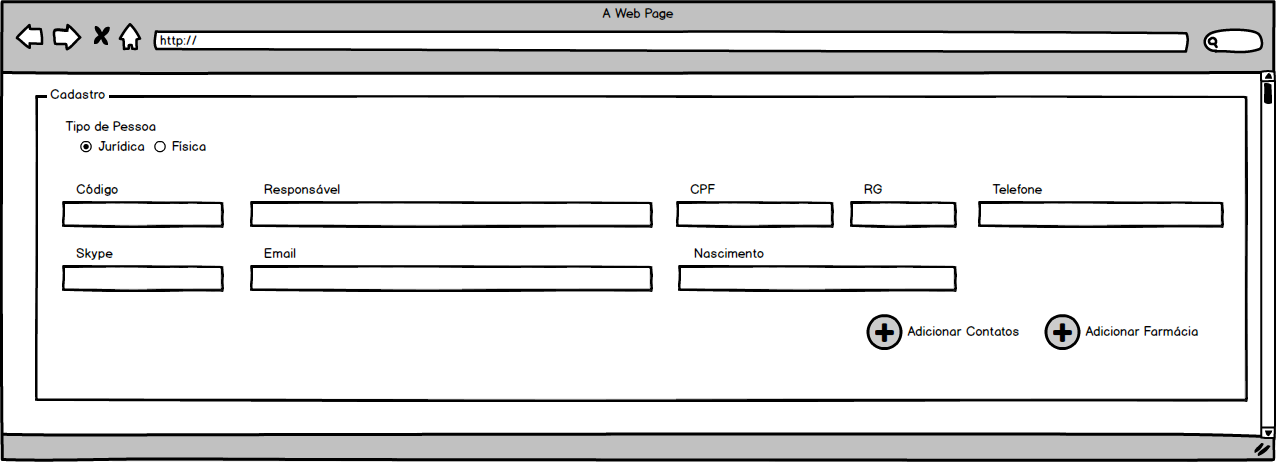 A Web Page
http://
Cadastro
Tipo de Pessoa
Jurídica Física
Código Responsável CPF RG Telefone
Skype Email Nascimento
Adicionar Contatos Adicionar Farmácia